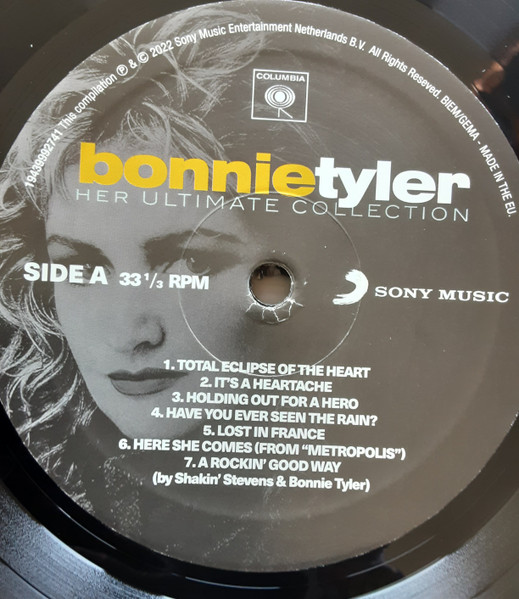 19439992741 This compilation ℗ & © 2022 Sony Music Entertainment Netherlands B.V. All Rights Reseved. BIEM/GEMA - MADE IN THE EU.
COLUMBIA
bonnietyler
HER ULTIMATE COLLECTION
SIDE A 33 1/3 RPM
SONY MUSIC
1. TOTAL ECLIPSE OF THE HEART
2. IT'S A HEARTACHE
3. HOLDING OUT FOR A HERO
4. HAVE YOU EVER SEEN THE RAIN?
5. LOST IN FRANCE
6. HERE SHE COMES (FROM "METROPOLIS")
7. A ROCKIN' GOOD WAY
(by Shakin' Stevens & Bonnie Tyler)